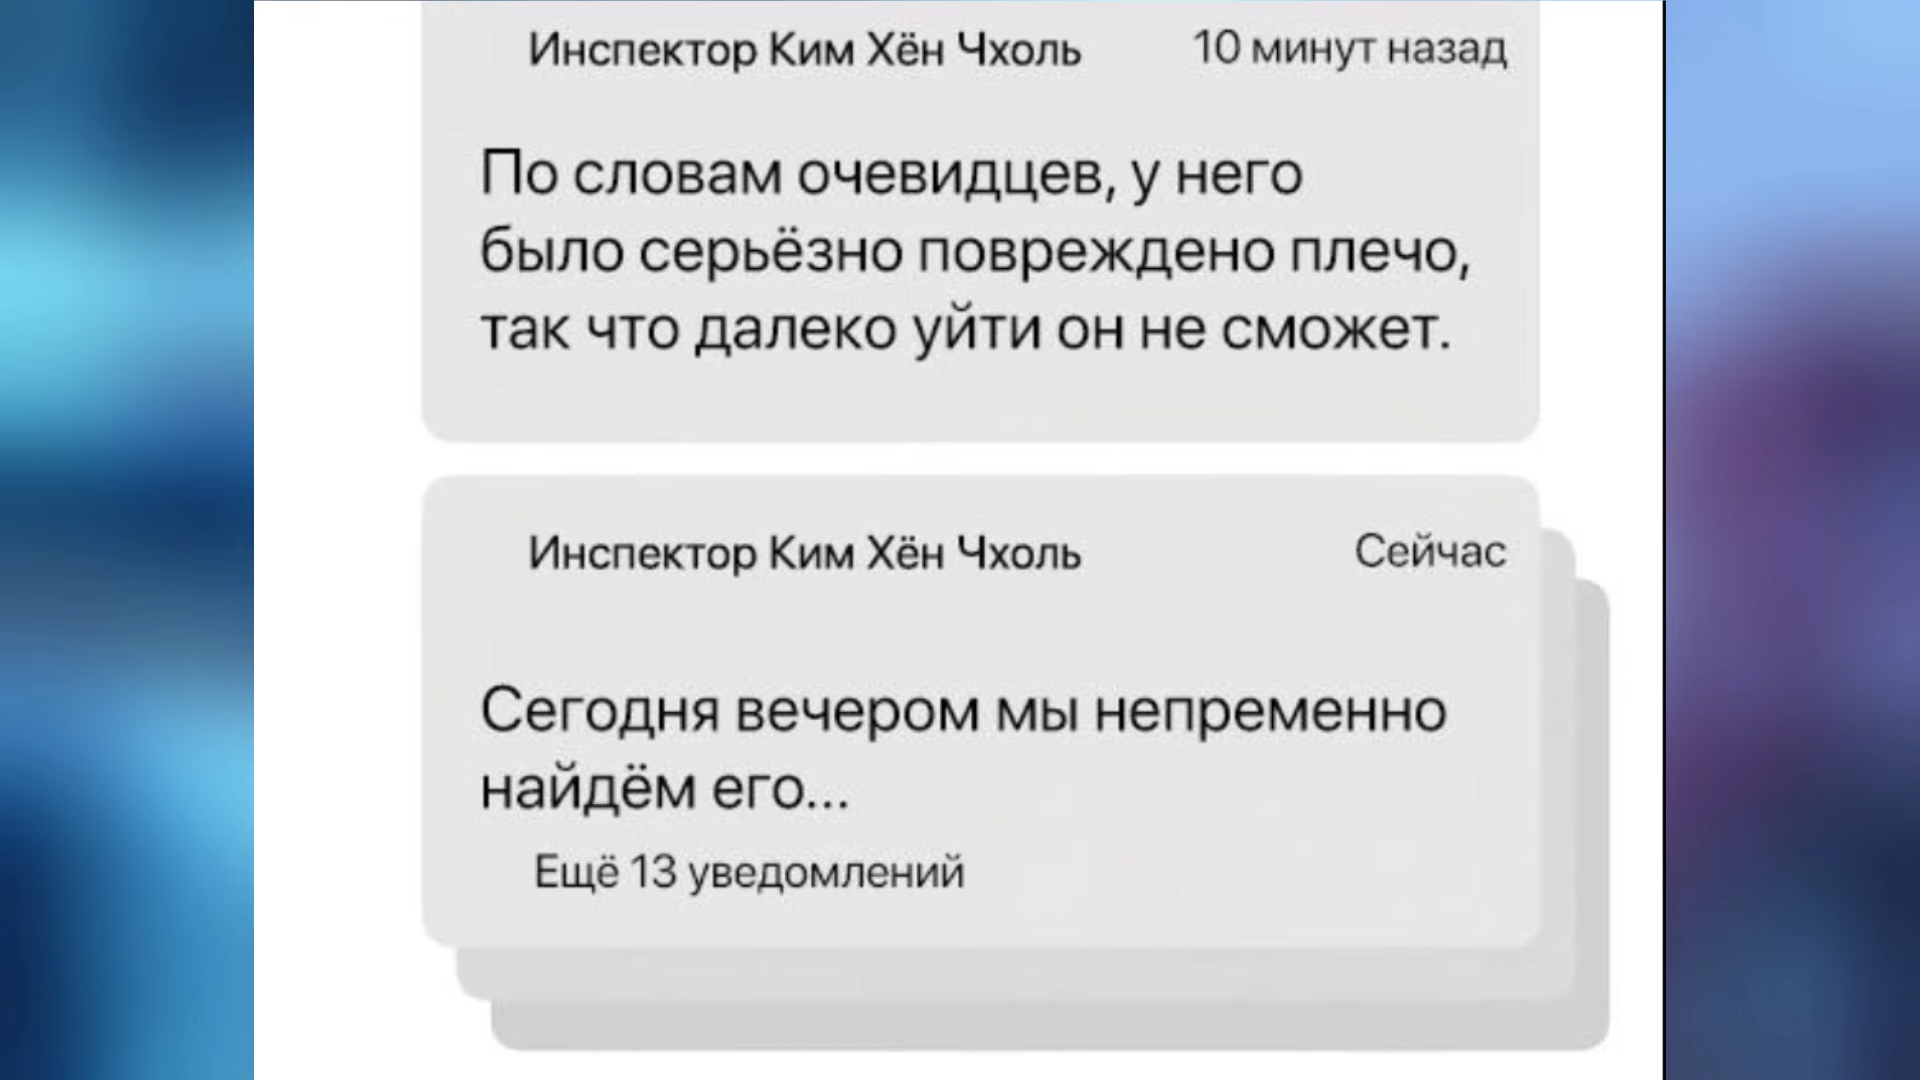 Инспектор Ким Хён Чхоль 10 минут назад
По словам очевидцев, у него
было серьёзно повреждено плечо,
так что далеко уйти он не сможет.
Инспектор Ким Хён Чхоль Сейчас
Сегодня вечером мы непременно
найдём его...
Ещё 13 уведомлений